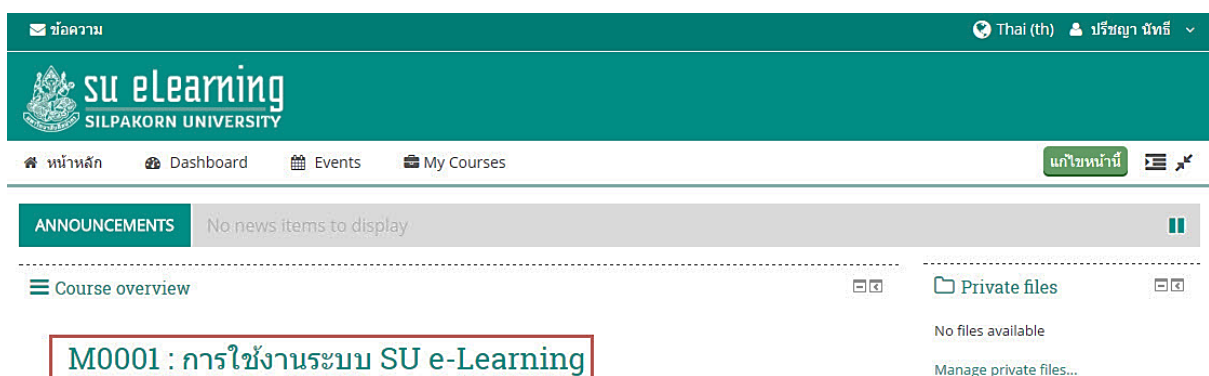 ข้อความ Thai (th) ปรีชญา นัทธี
su eLearning
SILPAKORN UNIVERSITY
หน้าหลัก Dashboard Events My Courses แก้ไขหน้านี้
ANNOUNCEMENTS No news items to display
Course overview
Private files
No files available
M0001 : การใช้งานระบบ SU e-Learning
Manage private files...